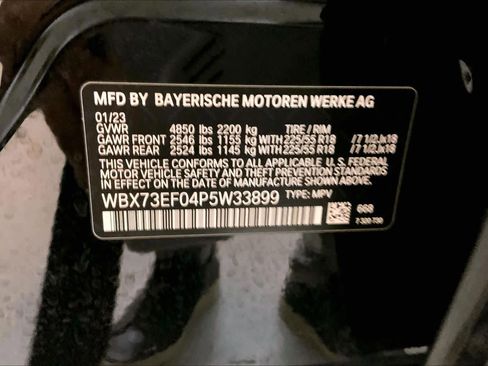 MFD BY BAYERISCHE MOTOREN WERKE AG
01/23
GVWR 4850 lbs 2200 kg TIRE / RIM
GAWR FRONT 2546 lbs 1155 kg WITH 225/55 R18 / 7 1/2Jx18
GAWR REAR 2524 lbs 1145 kg WITH 225/55 R18 / 7 1/2Jx18
THIS VEHICLE CONFORMS TO ALL APPLICABLE U.S. FEDERAL
MOTOR VEHICLE SAFETY AND THEFT PREVENTION STANDARDS
IN EFFECT ON THE DATE OF MANUFACTURE SHOWN ABOVE.
WBX73EF04P5W33899 TYPE: MPV
668